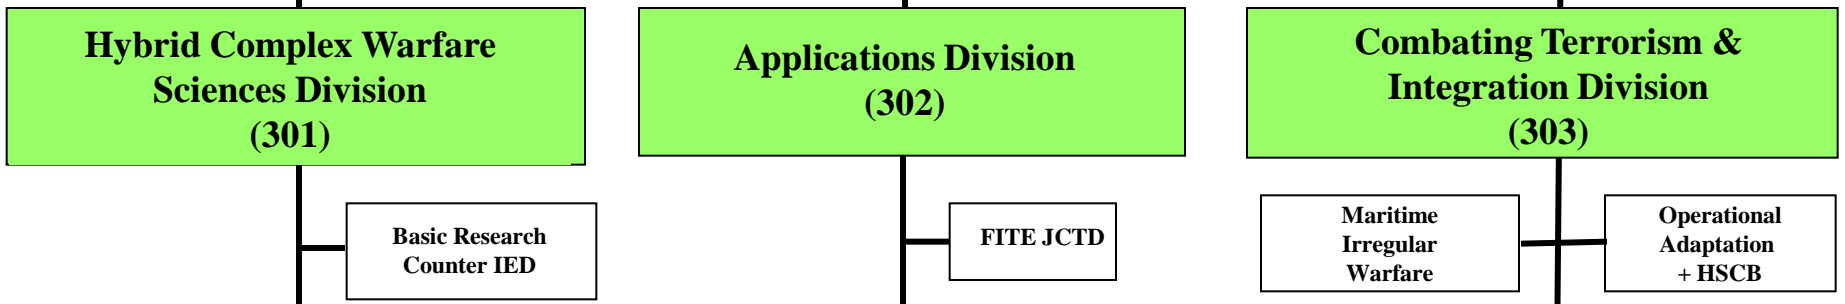 Hybrid Complex Warfare
Sciences Division
(301)
Applications Division
(302)
Combating Terrorism &
Integration Division
(303)
Basic Research
Counter IED
FITE JCTD
Maritime
Irregular
Warfare
Operational
Adaptation
+ HSCB